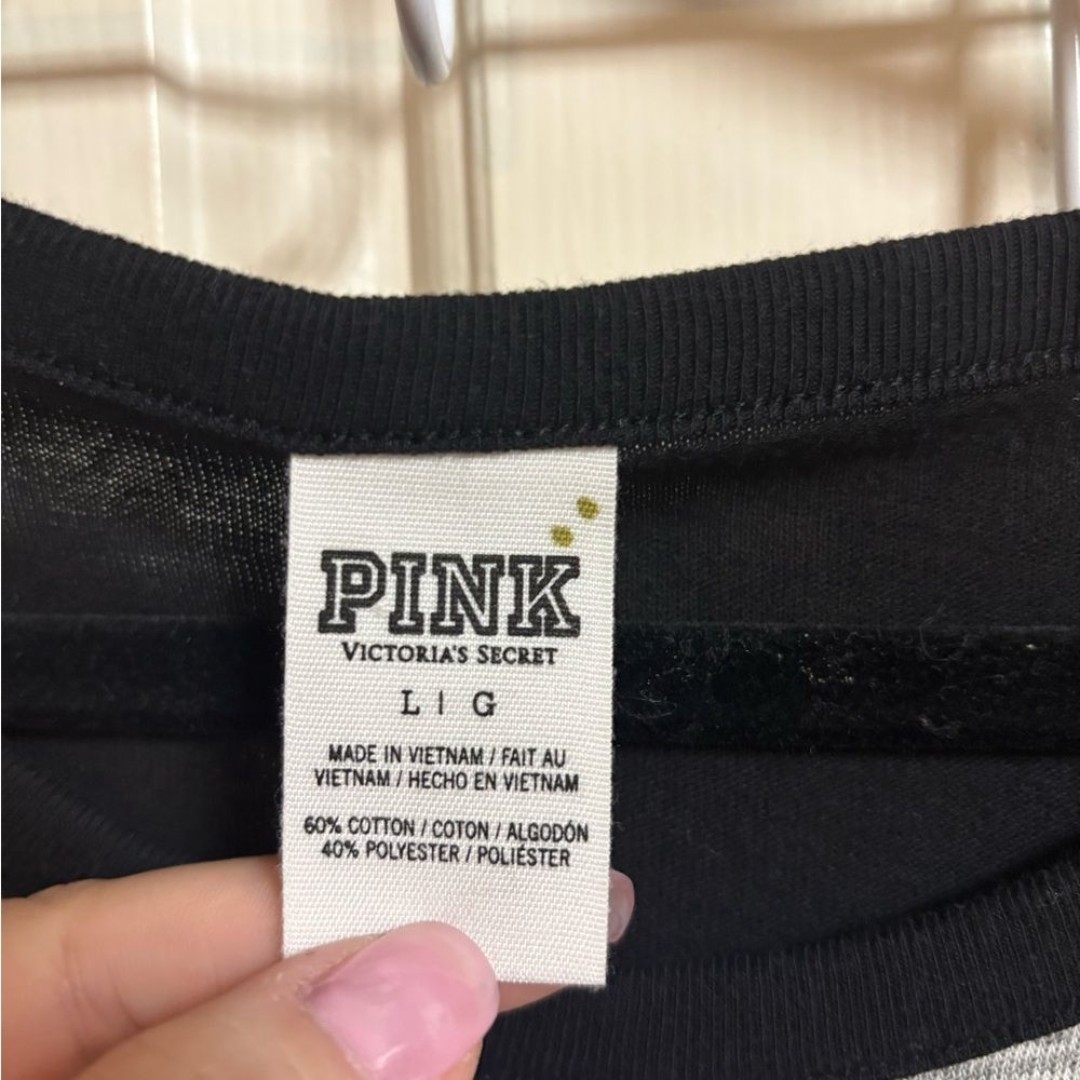 PINK
VICTORIA'S SECRET
L | G
MADE IN VIETNAM / FAIT AU
VIETNAM / HECHO EN VIETNAM
60% COTTON / COTON / ALGODÓN
40% POLYESTER / POLIÉSTER